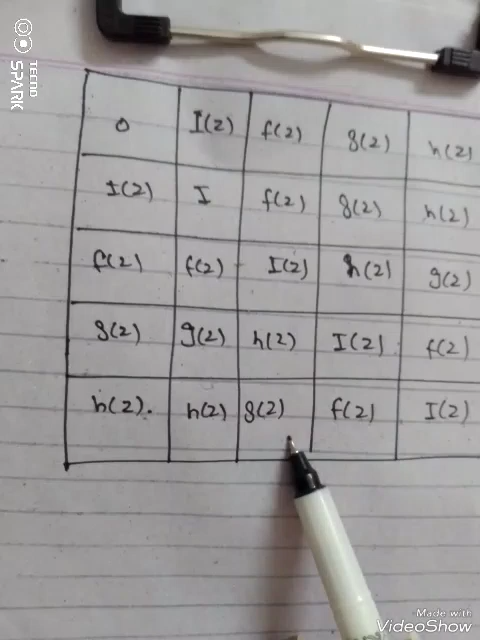 TECNO
SPARK
o I(z) f(z) g(z) h(z)
I(z) I f(z) g(z) h(z)
f(z) f(z) I(z) h(z) g(z)
g(z) g(z) h(z) I(z) f(z)
h(z). h(z) g(z) f(z) I(z)
Made with
VideoShow